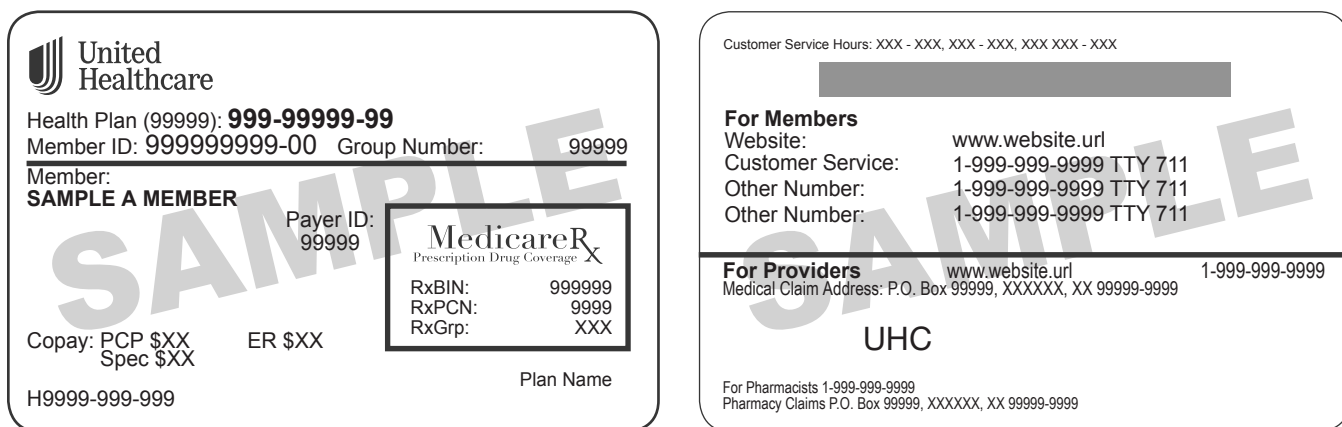 United
Healthcare
Health Plan (99999): 999-99999-99
Member ID: 999999999-00 Group Number: 99999
Member:
SAMPLE A MEMBER
Payer ID:
99999
MedicareRx
Prescription Drug Coverage
RxBIN: 999999
RxPCN: 9999
RxGrp: XXX
Copay: PCP $XX ER $XX
Spec $XX
Plan Name
H9999-999-999
SAMPLE
Customer Service Hours: XXX - XXX, XXX - XXX, XXX XXX - XXX
For Members
Website: www.website.url
Customer Service: 1-999-999-9999 TTY 711
Other Number: 1-999-999-9999 TTY 711
Other Number: 1-999-999-9999 TTY 711
For Providers www.website.url 1-999-999-9999
Medical Claim Address: P.O. Box 99999, XXXXXX, XX 99999-9999
UHC
For Pharmacists 1-999-999-9999
Pharmacy Claims P.O. Box 99999, XXXXXX, XX 99999-9999
SAMPLE